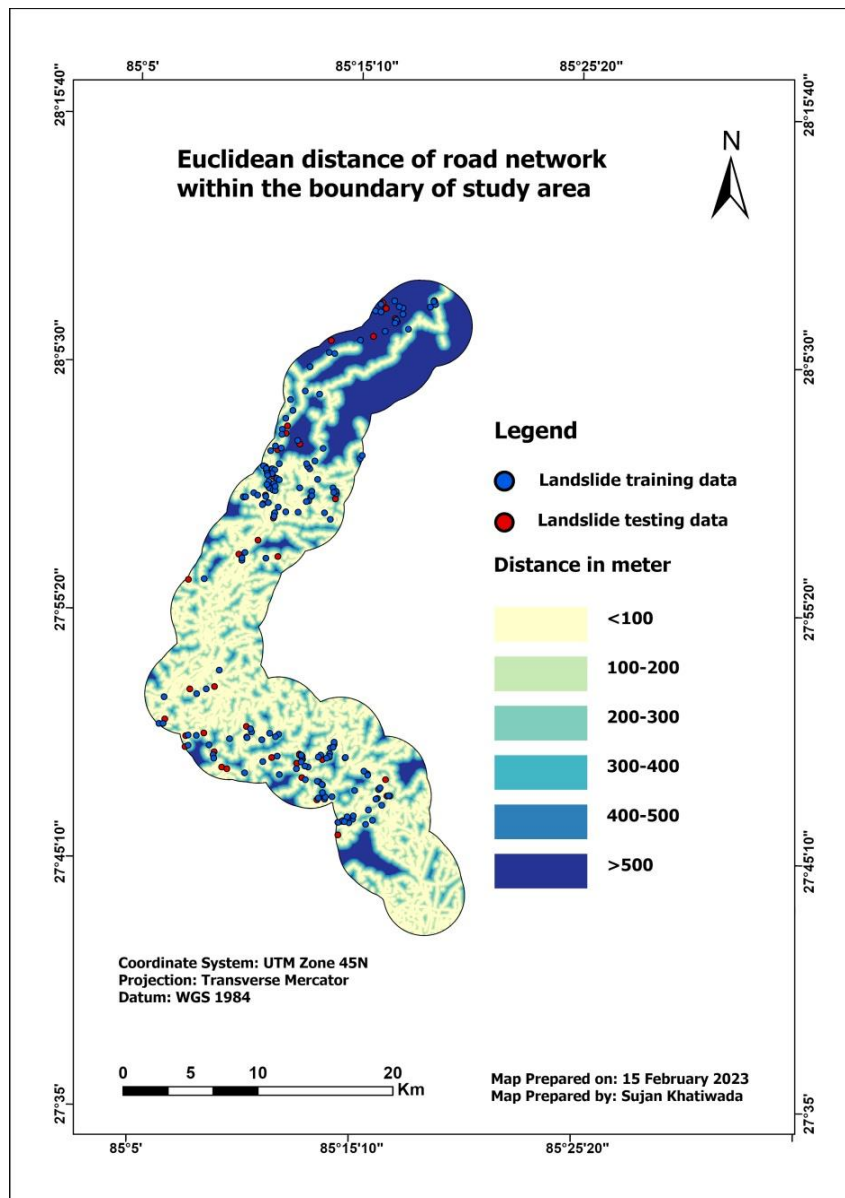 85°5' 85°15'10" 85°25'20"
28°15'40" 28°15'40"
Euclidean distance of road network
within the boundary of study area
N
28°5'30" 28°5'30"
Legend
Landslide training data
Landslide testing data
Distance in meter
<100
100-200
200-300
300-400
400-500
>500
27°55'20" 27°55'20"
27°45'10" 27°45'10"
Coordinate System: UTM Zone 45N
Projection: Transverse Mercator
Datum: WGS 1984
0 5 10 20
Km
Map Prepared on: 15 February 2023
Map Prepared by: Sujan Khatiwada
27°35' 27°35'
85°5' 85°15'10" 85°25'20"